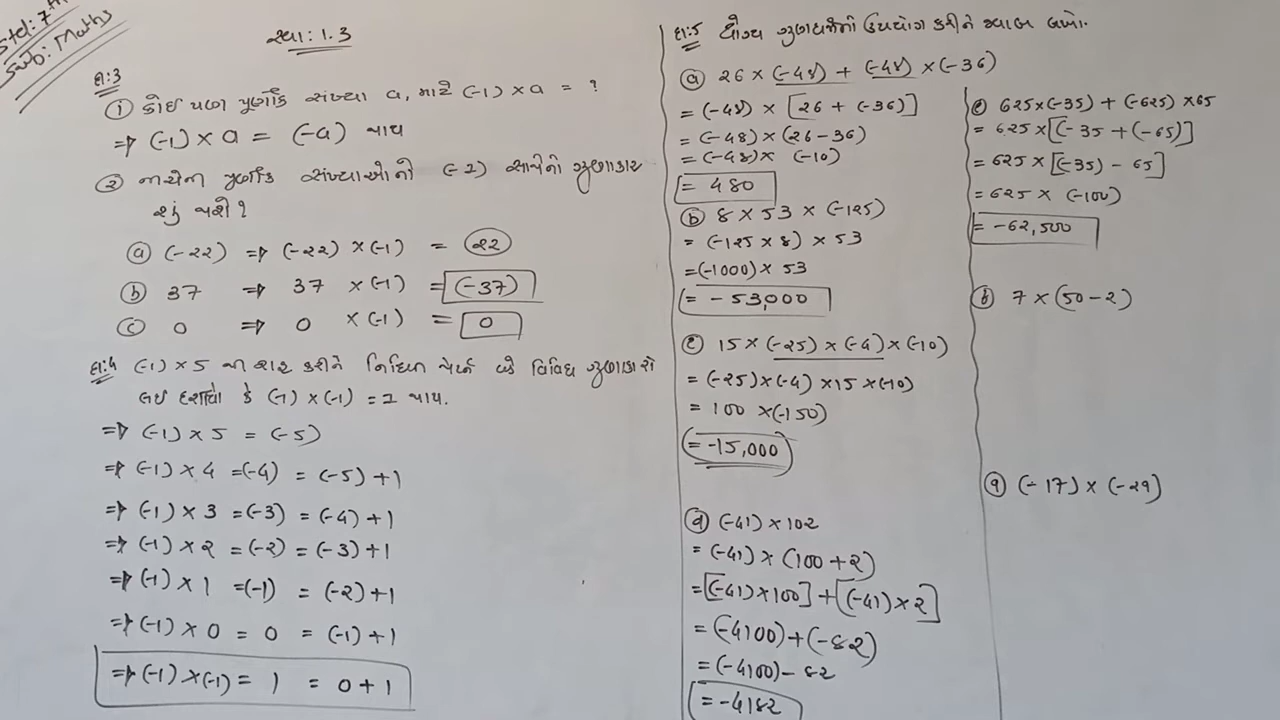 Std: 7th
Sub: Maths
સ્વા: 1.3
પ્ર:3
① કોઈ પણ પૂર્ણાંક સંખ્યા a, માટે (-1) × a = ?
⇒ (-1) × a = (-a) થાય
② નીચેના પૂર્ણાંક સંખ્યાઓનો (-1) સાથેનો ગુણાકાર
શું થશે?
ⓐ (-22) ⇒ (-22) × (-1) = 22
ⓑ 37 ⇒ 37 × (-1) = (-37)
ⓒ 0 ⇒ 0 × (-1) = 0
પ્ર:4 (-1) × 5 થી શરૂ કરીને નિશ્ચિત પેટર્ન વડે વિવિધ ગુણાકારો
લઈ દર્શાવો કે (-1) × (-1) = 1 થાય.
⇒ (-1) × 5 = (-5)
⇒ (-1) × 4 = (-4) = (-5) + 1
⇒ (-1) × 3 = (-3) = (-4) + 1
⇒ (-1) × 2 = (-2) = (-3) + 1
⇒ (-1) × 1 = (-1) = (-2) + 1
⇒ (-1) × 0 = 0 = (-1) + 1
⇒ (-1) × (-1) = 1 = 0 + 1
પ્ર:5 યોગ્ય ગુણધર્મનો ઉપયોગ કરીને જવાબ લખો.
ⓐ 26 × (-48) + (-48) × (-36)
= (-48) × [26 + (-36)]
= (-48) × (26 - 36)
= (-48) × (-10)
= 480
ⓑ 8 × 53 × (-125)
= (-125 × 8) × 53
= (-1000) × 53
= -53,000
ⓒ 15 × (-25) × (-4) × (-10)
= (-25) × (-4) × 15 × (-10)
= 100 × (-150)
= -15,000
ⓓ (-41) × 102
= (-41) × (100 + 2)
= [(-41) × 100] + [(-41) × 2]
= (-4100) + (-82)
= (-4100) - 82
= -4182
ⓔ 625 × (-35) + (-625) × 65
= 625 × [(-35 + (-65)]
= 625 × [(-35) - 65]
= 625 × (-100)
= -62,500
ⓕ 7 × (50 - 2)
ⓖ (-17) × (-29)